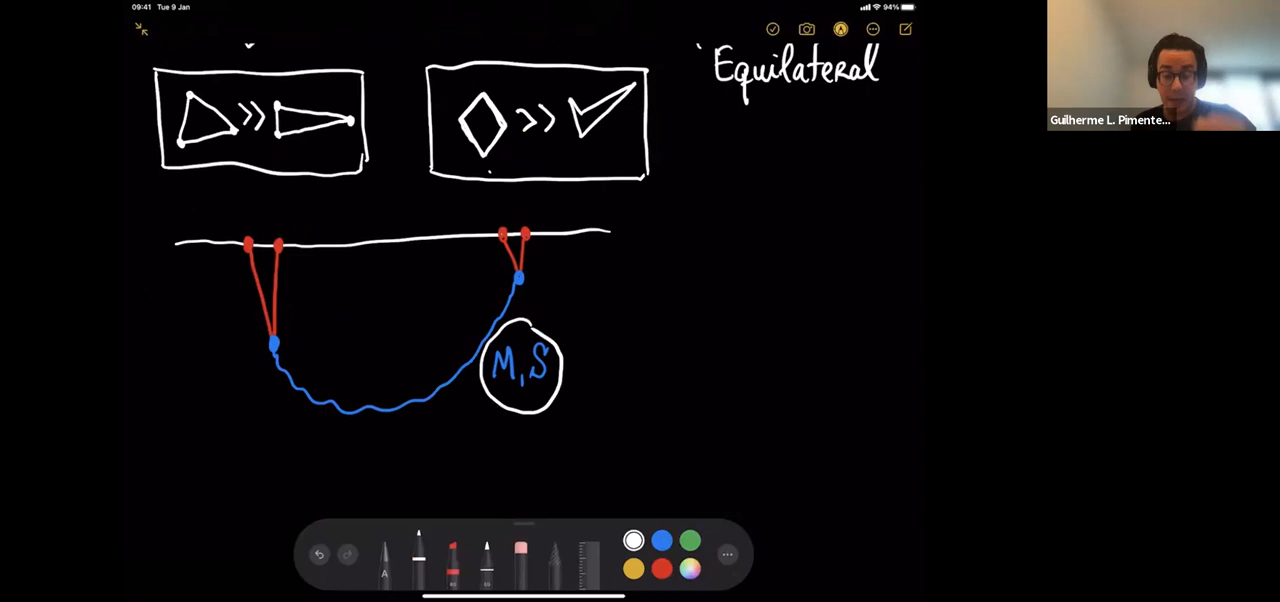 09:41 Tue 9 Jan
94%
Equilateral
Guilherme L. Pimente...
M, S
A